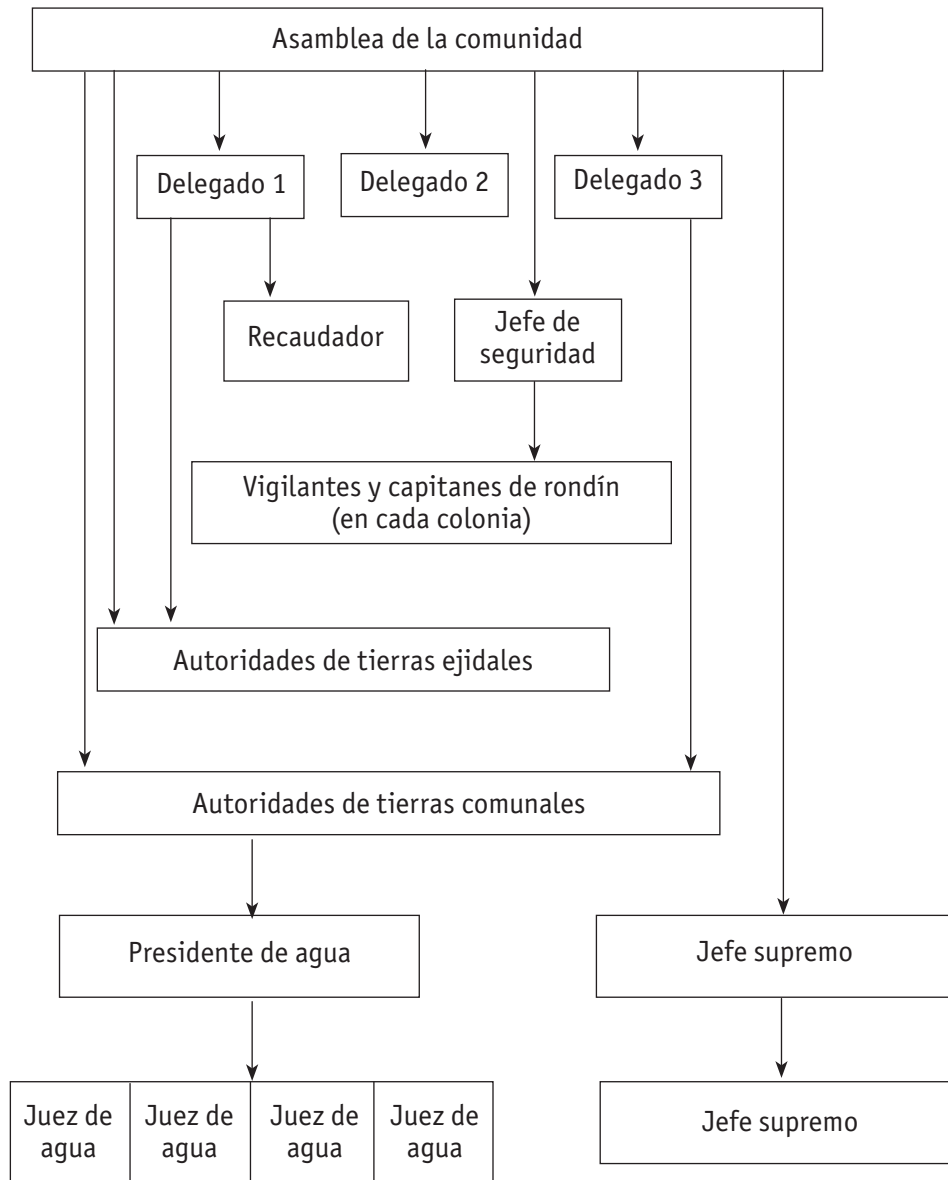 Asamblea de la comunidad
Delegado 1
Delegado 2
Delegado 3
Recaudador
Jefe de
seguridad
Vigilantes y capitanes de rondín
(en cada colonia)
Autoridades de tierras ejidales
Autoridades de tierras comunales
Presidente de agua
Jefe supremo
Juez de
agua
Juez de
agua
Juez de
agua
Juez de
agua
Jefe supremo